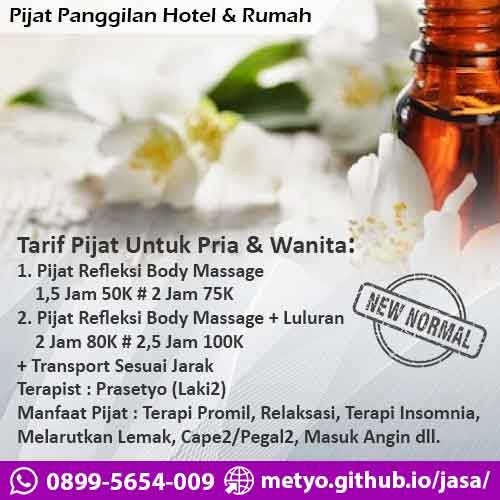 Pijat Panggilan Hotel & Rumah
Tarif Pijat Untuk Pria & Wanita:
1. Pijat Refleksi Body Massage
1,5 Jam 50K # 2 Jam 75K
2. Pijat Refleksi Body Massage + Luluran
2 Jam 80K # 2,5 Jam 100K
+ Transport Sesuai Jarak
Terapist : Prasetyo (Laki2)
Manfaat Pijat : Terapi Promil, Relaksasi, Terapi Insomnia,
Melarutkan Lemak, Cape2/Pegal2, Masuk Angin dll.
NEW NORMAL
0899-5654-009 metyo.github.io/jasa/